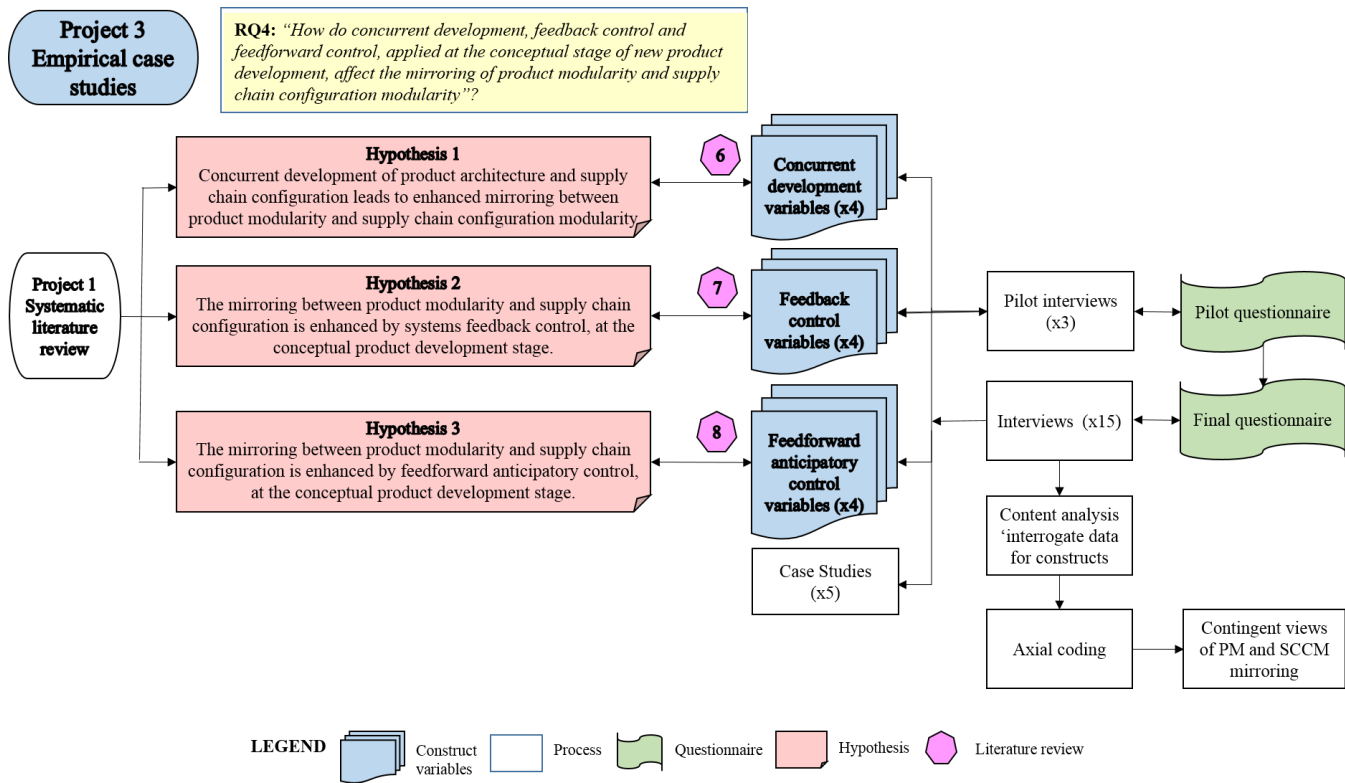 Project 3
Empirical case
studies
RQ4: “How do concurrent development, feedback control and
feedforward control, applied at the conceptual stage of new product
development, affect the mirroring of product modularity and supply
chain configuration modularity”?
Hypothesis 1
Concurrent development of product architecture and supply
chain configuration leads to enhanced mirroring between
product modularity and supply chain configuration modularity
6
Concurrent
development
variables (x4)
Project 1
Systematic
literature
review
Hypothesis 2
The mirroring between product modularity and supply chain
configuration is enhanced by systems feedback control, at the
conceptual product development stage.
7
Feedback
control
variables (x4)
Pilot interviews
(x3)
Pilot questionnaire
Hypothesis 3
The mirroring between product modularity and supply chain
configuration is enhanced by feedforward anticipatory control,
at the conceptual product development stage.
8
Feedforward
anticipatory
control
variables (x4)
Interviews (x15)
Final questionnaire
Content analysis
‘interrogate data
for constructs
Case Studies
(x5)
Axial coding
Contingent views
of PM and SCCM
mirroring
LEGEND
Construct
variables
Process
Questionnaire
Hypothesis
Literature review